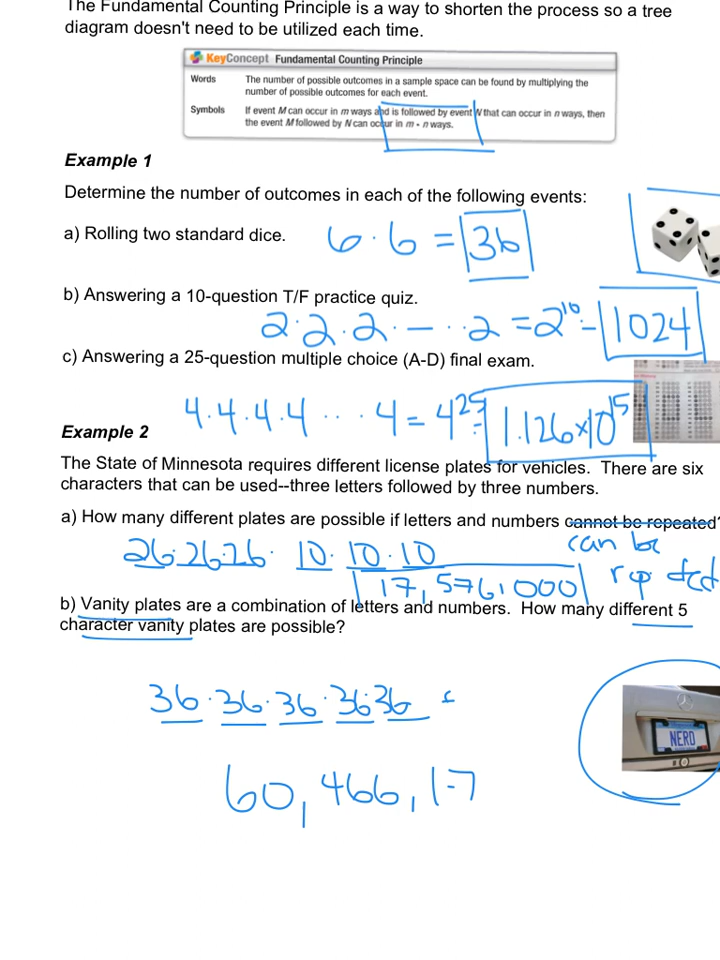 The Fundamental Counting Principle is a way to shorten the process so a tree
diagram doesn't need to be utilized each time.
KeyConcept Fundamental Counting Principle
Words The number of possible outcomes in a sample space can be found by multiplying the
number of possible outcomes for each event.
Symbols If event M can occur in m ways and is followed by event N that can occur in n ways, then
the event M followed by N can occur in m • n ways.
Example 1
Determine the number of outcomes in each of the following events:
a) Rolling two standard dice. 6 · 6 = 36
b) Answering a 10-question T/F practice quiz.
2·2·2·–··2 = 2^10 = 1024
c) Answering a 25-question multiple choice (A-D) final exam.
4·4·4·4 ··· 4 = 4^25 = 1.126×10^15
Example 2
The State of Minnesota requires different license plates for vehicles. There are six
characters that can be used--three letters followed by three numbers.
a) How many different plates are possible if letters and numbers cannot be repeated?
can be
26·26·26· 10· 10·10
17,576,000
b) Vanity plates are a combination of letters and numbers. How many different 5
character vanity plates are possible?
36·36·36·36·36
NERD
60,466,1